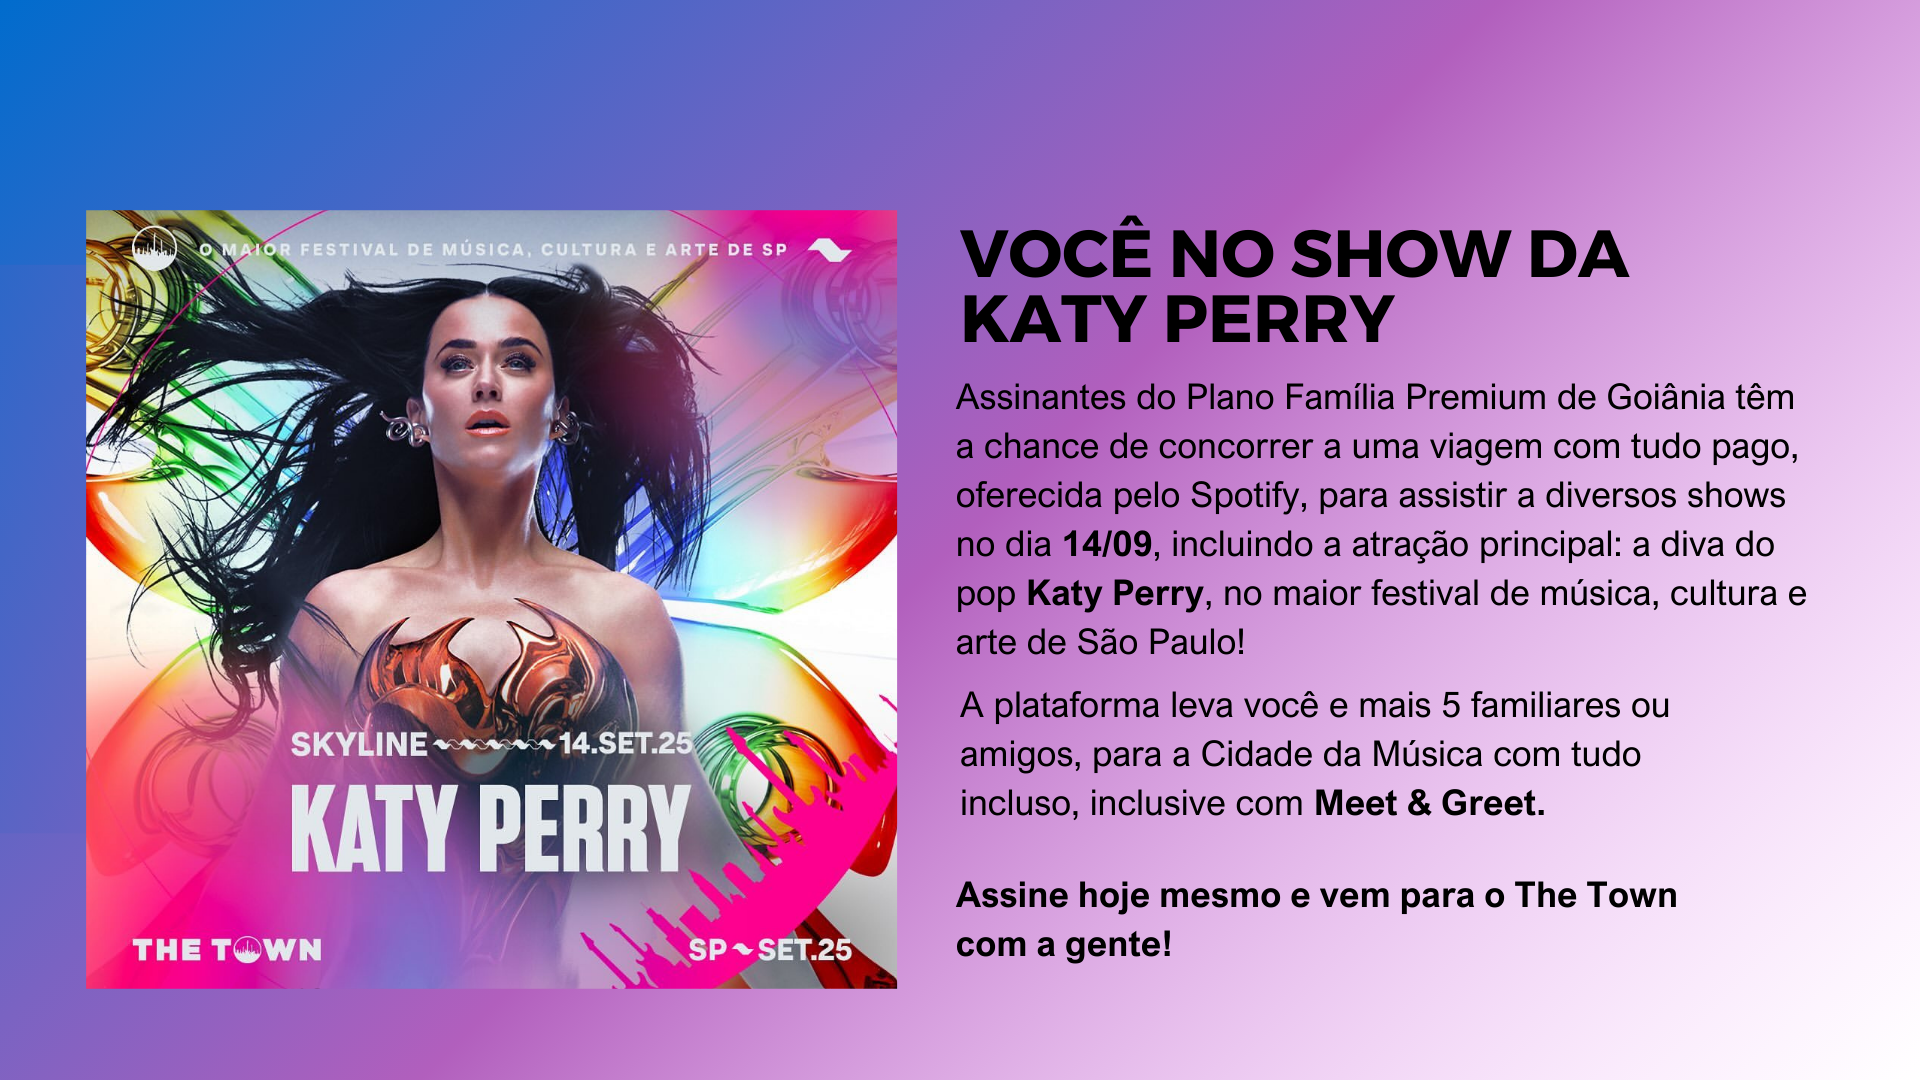 O MAIOR FESTIVAL DE MÚSICA, CULTURA E ARTE DE SP
SKYLINE 14.SET.25
KATY PERRY
THE TOWN
SP SET.25
VOCÊ NO SHOW DA
KATY PERRY
Assinantes do Plano Família Premium de Goiânia têm
a chance de concorrer a uma viagem com tudo pago,
oferecida pelo Spotify, para assistir a diversos shows
no dia 14/09, incluindo a atração principal: a diva do
pop Katy Perry, no maior festival de música, cultura e
arte de São Paulo!
A plataforma leva você e mais 5 familiares ou
amigos, para a Cidade da Música com tudo
incluso, inclusive com Meet & Greet.
Assine hoje mesmo e vem para o The Town
com a gente!